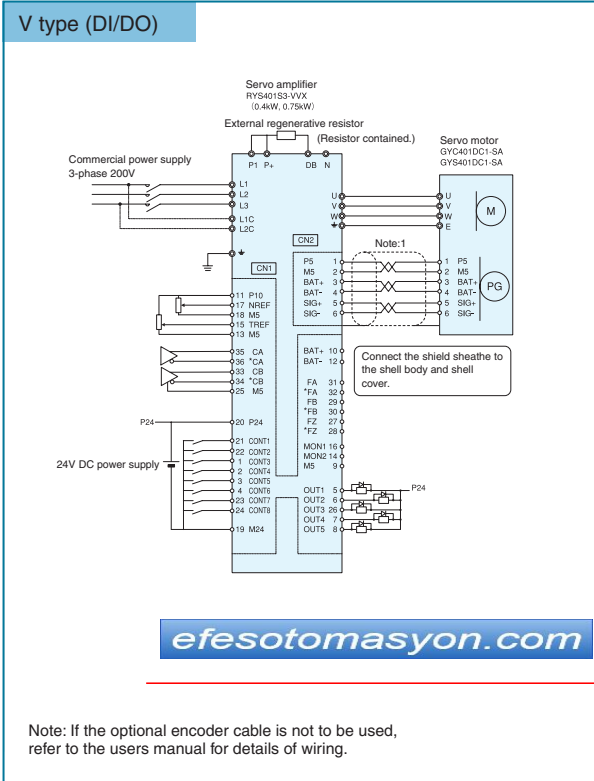 V type (DI/DO)
Servo amplifier
RYS401S3-VVX
(0.4kW, 0.75kW)
External regenerative resistor
(Resistor contained.)
Servo motor
GYC401DC1-SA
GYS401DC1-SA
Commercial power supply
3-phase 200V
P1 P+ DB N
L1
L2
L3
L1C
L2C
U
V
W
U
V
W
E
M
CN2
Note:1
CN1
P5 1
M5 2
BAT+ 3
BAT- 4
SIG+ 5
SIG- 6
1 P5
2 M5
3 BAT+
4 BAT-
5 SIG+
6 SIG-
PG
11 P10
17 NREF
18 M5
15 TREF
13 M5
35 CA
36 *CA
33 CB
34 *CB
25 M5
BAT+ 10
BAT- 12
Connect the shield sheathe to
the shell body and shell
cover.
FA 31
*FA 32
FB 29
*FB 30
FZ 27
*FZ 28
MON1 16
MON2 14
M5 9
P24
20 P24
24V DC power supply
21 CONT1
22 CONT2
1 CONT3
2 CONT4
3 CONT5
4 CONT6
23 CONT7
24 CONT8
19 M24
OUT1 5
OUT2 6
OUT3 26
OUT4 7
OUT5 8
P24
efesotomasyon.com
Note: If the optional encoder cable is not to be used,
refer to the users manual for details of wiring.